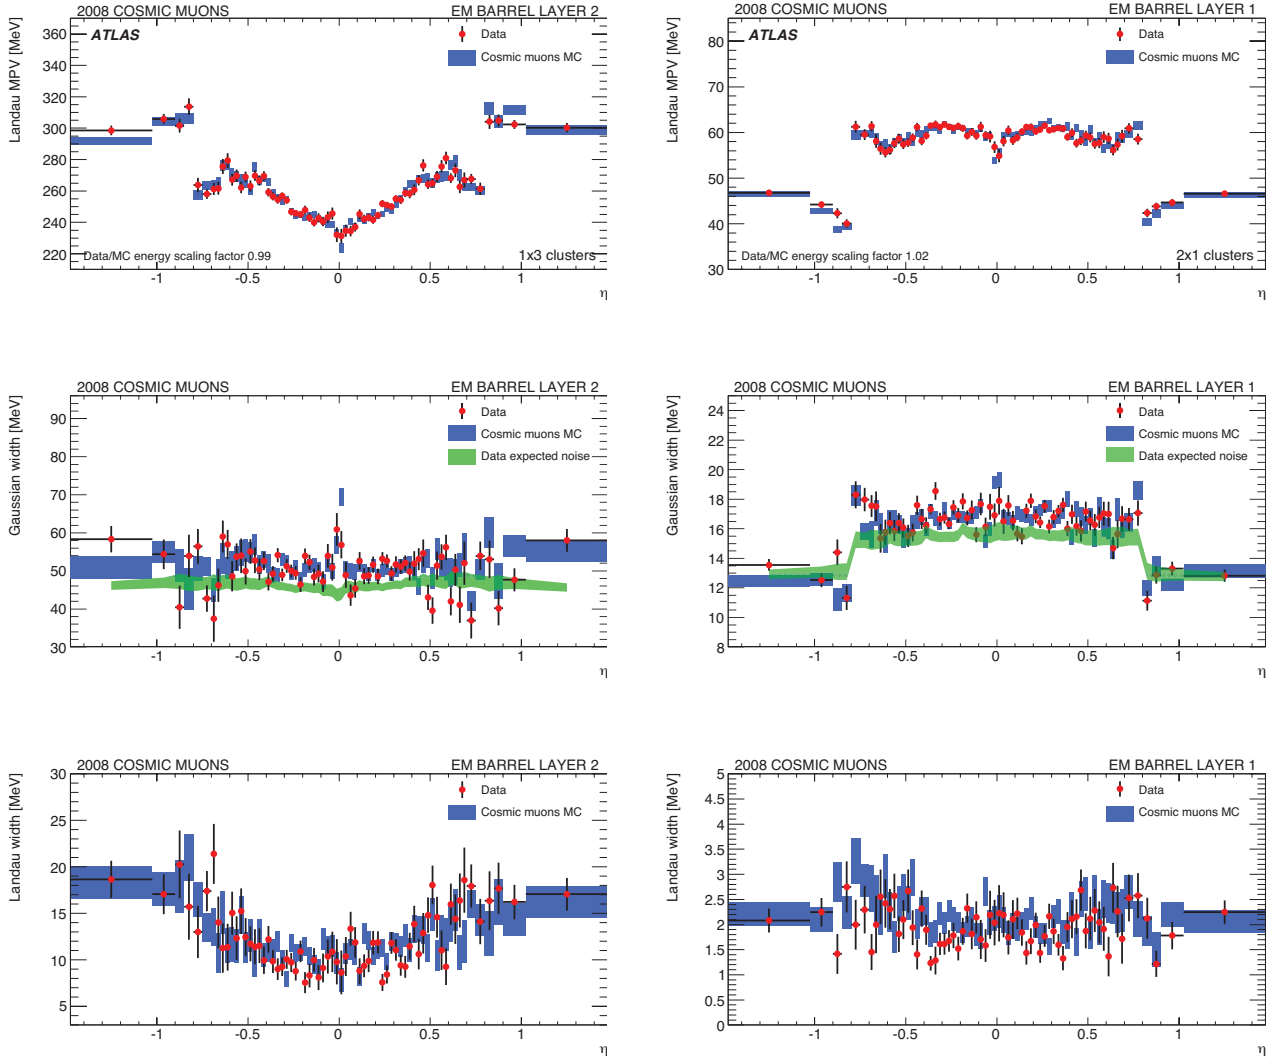 2008 COSMIC MUONS EM BARREL LAYER 2
Landau MPV [MeV]
360
340
320
300
280
260
240
220
ATLAS
Data
Cosmic muons MC
Data/MC energy scaling factor 0.99
1x3 clusters
-1 -0.5 0 0.5 1
η
2008 COSMIC MUONS EM BARREL LAYER 1
Landau MPV [MeV]
80
70
60
50
40
30
ATLAS
Data
Cosmic muons MC
Data/MC energy scaling factor 1.02
2x1 clusters
-1 -0.5 0 0.5 1
η
2008 COSMIC MUONS EM BARREL LAYER 2
Gaussian width [MeV]
90
80
70
60
50
40
30
Data
Cosmic muons MC
Data expected noise
-1 -0.5 0 0.5 1
η
2008 COSMIC MUONS EM BARREL LAYER 1
Gaussian width [MeV]
24
22
20
18
16
14
12
10
8
Data
Cosmic muons MC
Data expected noise
-1 -0.5 0 0.5 1
η
2008 COSMIC MUONS EM BARREL LAYER 2
Landau width [MeV]
30
25
20
15
10
5
Data
Cosmic muons MC
-1 -0.5 0 0.5 1
η
2008 COSMIC MUONS EM BARREL LAYER 1
Landau width [MeV]
5
4.5
4
3.5
3
2.5
2
1.5
1
0.5
0
Data
Cosmic muons MC
-1 -0.5 0 0.5 1
η